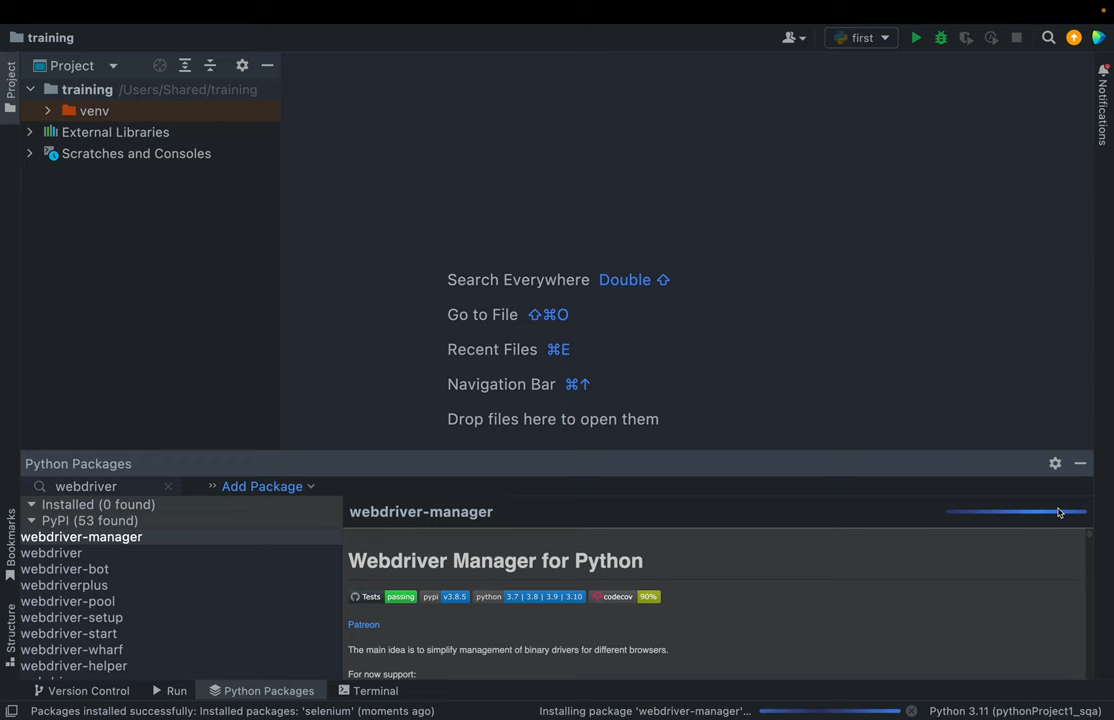 training
first
Project
Project
training /Users/Shared/training
venv
External Libraries
Scratches and Consoles
Notifications
Search Everywhere Double ⇧
Go to File ⇧⌘O
Recent Files ⌘E
Navigation Bar ⌘↑
Drop files here to open them
Python Packages
webdriver
Add Package
Installed (0 found)
PyPI (53 found)
webdriver-manager
webdriver
webdriver-bot
webdriverplus
webdriver-pool
webdriver-setup
webdriver-start
webdriver-wharf
webdriver-helper
webdriver-manager
Webdriver Manager for Python
Tests passing pypi v3.8.5 python 3.7 | 3.8 | 3.9 | 3.10 codecov 90%
Patreon
The main idea is to simplify management of binary drivers for different browsers.
For now support:
Bookmarks
Structure
Version Control
Run
Python Packages
Terminal
Packages installed successfully: Installed packages: 'selenium' (moments ago)
Installing package 'webdriver-manager'...
Python 3.11 (pythonProject1_sqa)